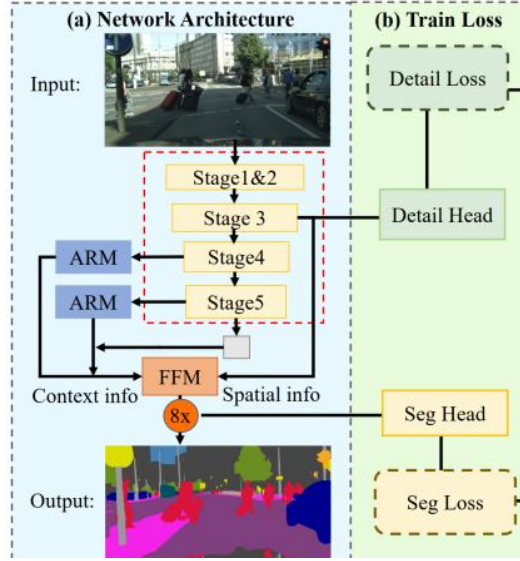 (a) Network Architecture
(b) Train Loss
Input:
Detail Loss
Stage1&2
Stage 3
Detail Head
ARM
Stage4
ARM
Stage5
FFM
Context info
Spatial info
8x
Seg Head
Output:
Seg Loss